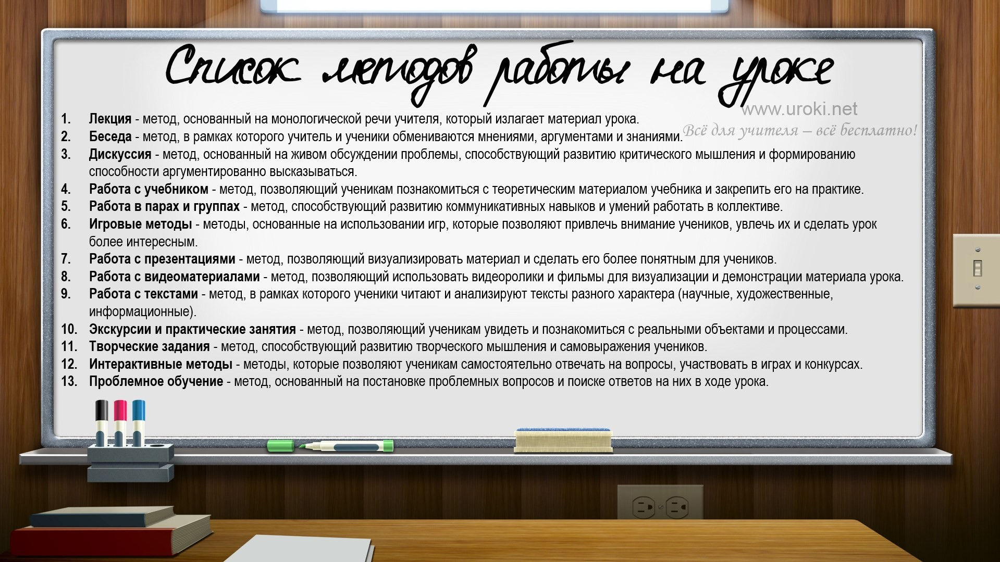 Список методов работы на уроке
www.uroki.net
Всё для учителя – всё бесплатно!
1. Лекция - метод, основанный на монологической речи учителя, который излагает материал урока.
2. Беседа - метод, в рамках которого учитель и ученики обмениваются мнениями, аргументами и знаниями.
3. Дискуссия - метод, основанный на живом обсуждении проблемы, способствующий развитию критического мышления и формированию
способности аргументированно высказываться.
4. Работа с учебником - метод, позволяющий ученикам познакомиться с теоретическим материалом учебника и закрепить его на практике.
5. Работа в парах и группах - метод, способствующий развитию коммуникативных навыков и умений работать в коллективе.
6. Игровые методы - методы, основанные на использовании игр, которые позволяют привлечь внимание учеников, увлечь их и сделать урок
более интересным.
7. Работа с презентациями - метод, позволяющий визуализировать материал и сделать его более понятным для учеников.
8. Работа с видеоматериалами - метод, позволяющий использовать видеоролики и фильмы для визуализации и демонстрации материала урока.
9. Работа с текстами - метод, в рамках которого ученики читают и анализируют тексты разного характера (научные, художественные,
информационные).
10. Экскурсии и практические занятия - метод, позволяющий ученикам увидеть и познакомиться с реальными объектами и процессами.
11. Творческие задания - метод, способствующий развитию творческого мышления и самовыражения учеников.
12. Интерактивные методы - методы, которые позволяют ученикам самостоятельно отвечать на вопросы, участвовать в играх и конкурсах.
13. Проблемное обучение - метод, основанный на постановке проблемных вопросов и поиске ответов на них в ходе урока.